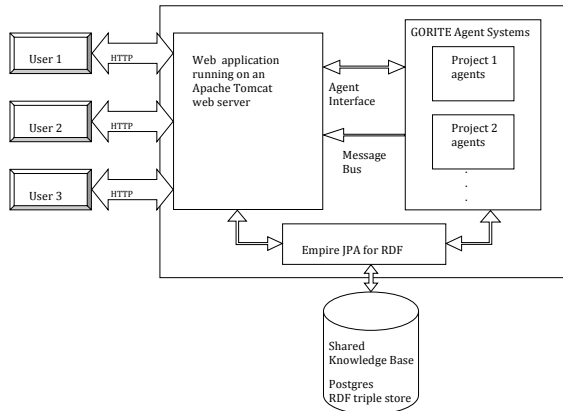 User 1
HTTP
User 2
HTTP
User 3
HTTP
Web application
running on an
Apache Tomcat
web server
Agent
Interface
Message
Bus
GORITE Agent Systems
Project 1
agents
Project 2
agents
.
.
.
Empire JPA for RDF
Shared
Knowledge Base
Postgres
RDF triple store